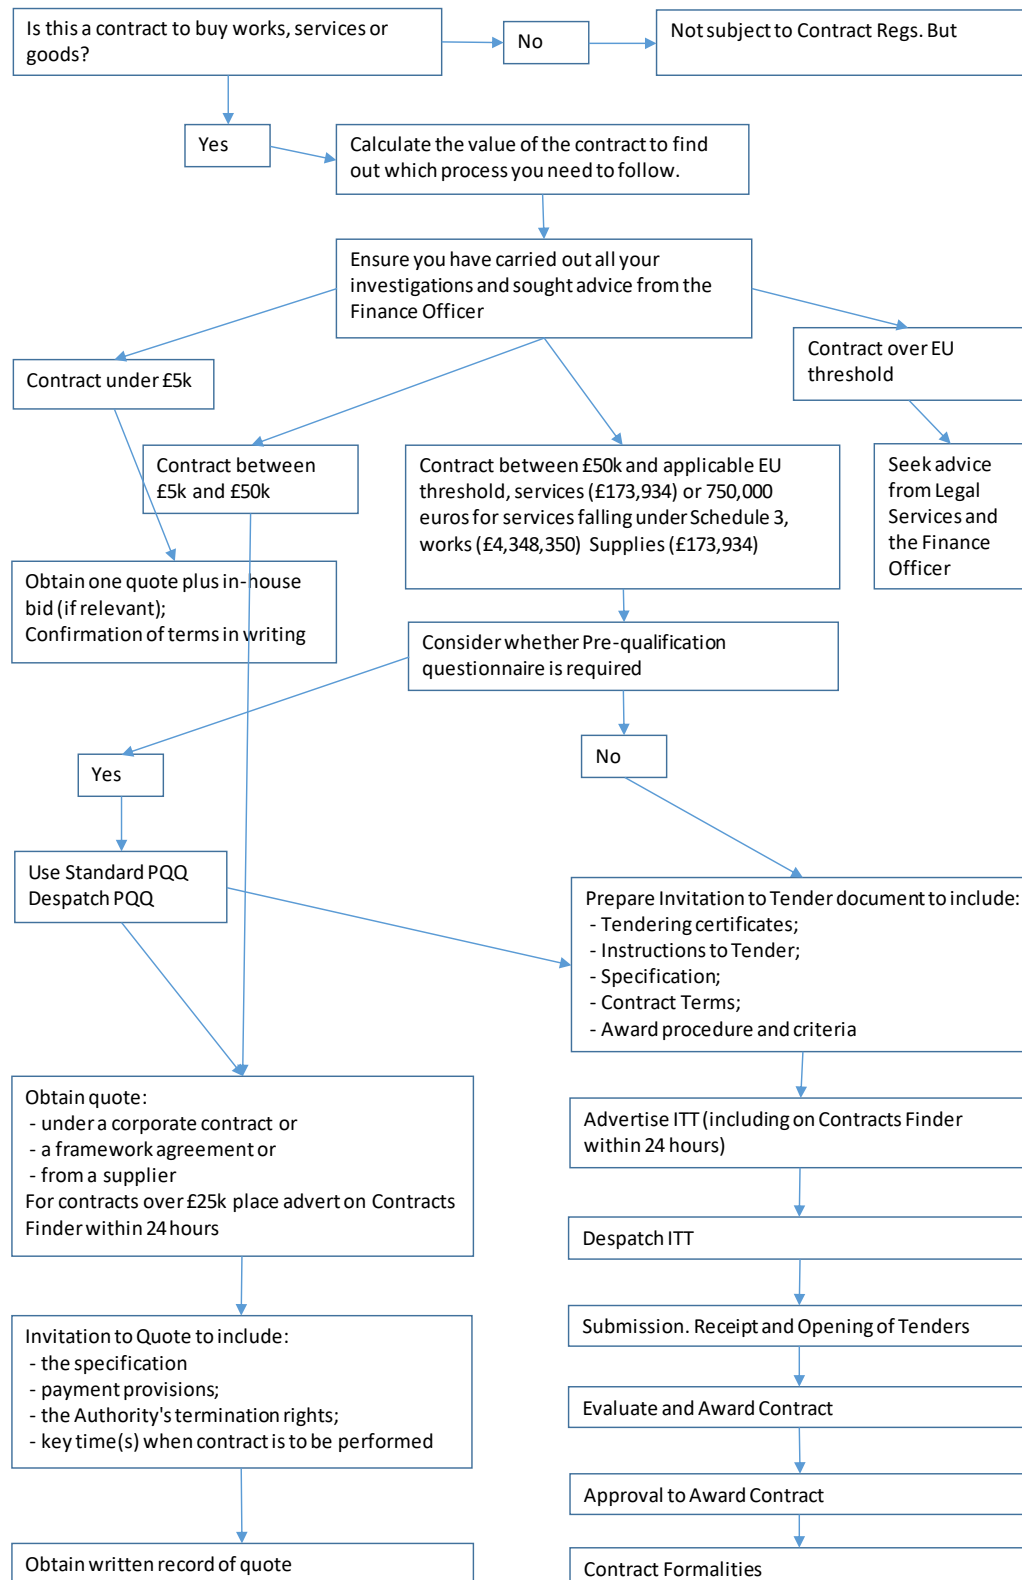 Is this a contract to buy works, services or
goods?
No
Not subject to Contract Regs. But
Yes
Calculate the value of the contract to find
out which process you need to follow.
Ensure you have carried out all your
investigations and sought advice from the
Finance Officer
Contract under £5k
Contract over EU
threshold
Contract between
£5k and £50k
Contract between £50k and applicable EU
threshold, services (£173,934) or 750,000
euros for services falling under Schedule 3,
works (£4,348,350) Supplies (£173,934)
Seek advice
from Legal
Services and
the Finance
Officer
Obtain one quote plus in-house
bid (if relevant);
Confirmation of terms in writing
Consider whether Pre-qualification
questionnaire is required
Yes
No
Use Standard PQQ
Despatch PQQ
Prepare Invitation to Tender document to include:
- Tendering certificates;
- Instructions to Tender;
- Specification;
- Contract Terms;
- Award procedure and criteria
Obtain quote:
- under a corporate contract or
- a framework agreement or
- from a supplier
For contracts over £25k place advert on Contracts
Finder within 24 hours
Advertise ITT (including on Contracts Finder
within 24 hours)
Despatch ITT
Invitation to Quote to include:
- the specification
- payment provisions;
- the Authority's termination rights;
- key time(s) when contract is to be performed
Submission. Receipt and Opening of Tenders
Evaluate and Award Contract
Approval to Award Contract
Obtain written record of quote
Contract Formalities